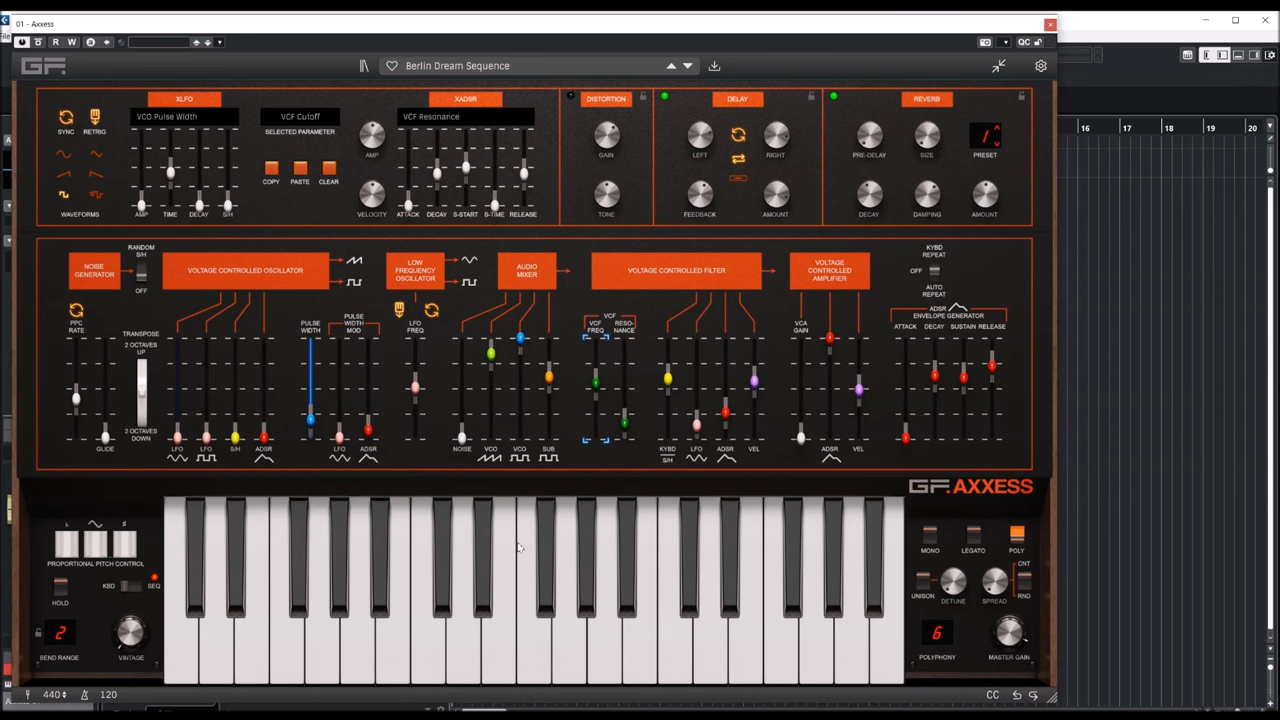 01 - Axxess
R W
QC
File
GF.
Berlin Dream Sequence
XLFO
XADSR
DISTORTION
DELAY
REVERB
SYNC
RETRIG
VCO Pulse Width
VCF Cutoff
SELECTED PARAMETER
VCF Resonance
AMP
GAIN
LEFT
RIGHT
PRE-DELAY
SIZE
1
PRESET
COPY
PASTE
CLEAR
WAVEFORMS
AMP
TIME
DELAY
S/H
VELOCITY
ATTACK
DECAY
S-START
S-TIME
RELEASE
TONE
FEEDBACK
AMOUNT
DECAY
DAMPING
AMOUNT
16
17
18
19
20
NOISE GENERATOR
RANDOM S/H
OFF
VOLTAGE CONTROLLED OSCILLATOR
LOW FREQUENCY OSCILLATOR
AUDIO MIXER
VOLTAGE CONTROLLED FILTER
VOLTAGE CONTROLLED AMPLIFIER
KYBD REPEAT
OFF
AUTO REPEAT
ADSR
ENVELOPE GENERATOR
ATTACK
DECAY
SUSTAIN
RELEASE
PPC RATE
TRANSPOSE
2 OCTAVES UP
2 OCTAVES DOWN
PULSE WIDTH
PULSE WIDTH MOD
LFO FREQ
VCF
VCF FREQ
RESO-NANCE
VCA GAIN
GLIDE
LFO
LFO
S/H
ADSR
LFO
ADSR
NOISE
VCO
VCO
SUB
KYBD
S/H
LFO
ADSR
VEL
ADSR
VEL
GF.AXXESS
PROPORTIONAL PITCH CONTROL
KBD
SEQ
HOLD
2
BEND RANGE
VINTAGE
MONO
LEGATO
POLY
CNT
UNISON
DETUNE
SPREAD
RND
6
POLYPHONY
MASTER GAIN
440
120
CC